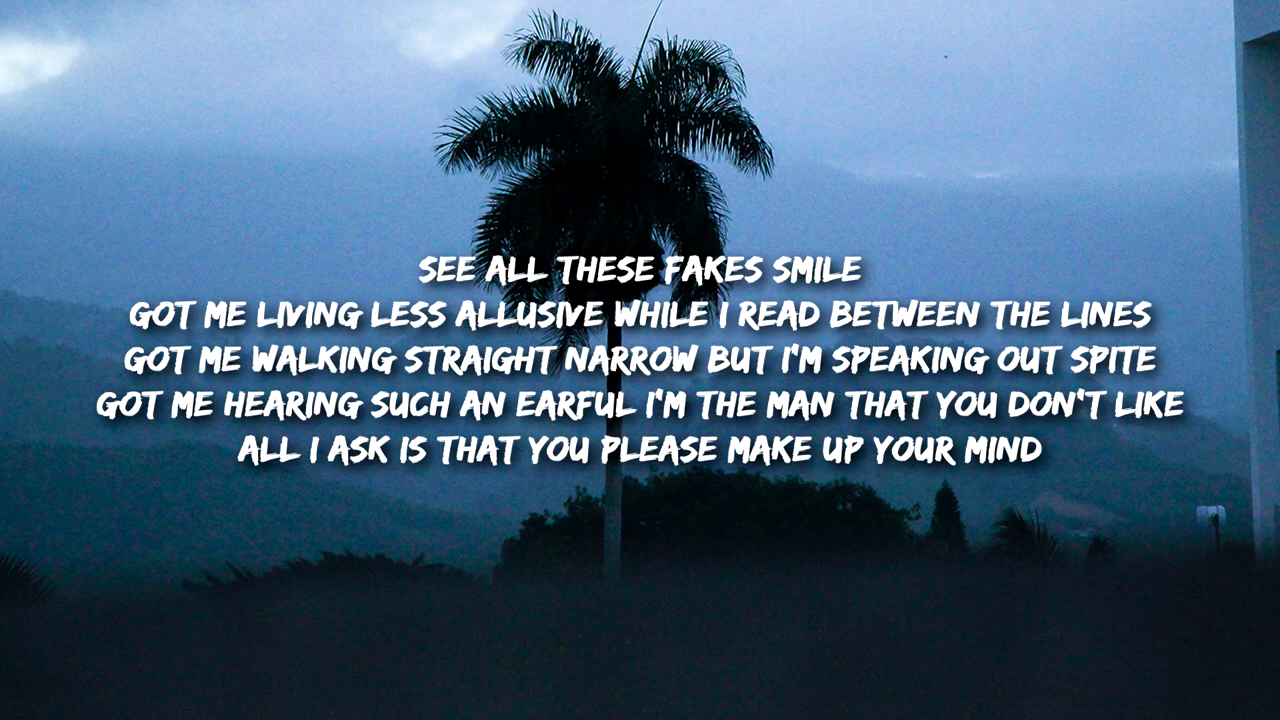 SEE ALL THESE FAKES SMILE
GOT ME LIVING LESS ALLUSIVE WHILE I READ BETWEEN THE LINES
GOT ME WALKING STRAIGHT NARROW BUT I'M SPEAKING OUT SPITE
GOT ME HEARING SUCH AN EARFUL I'M THE MAN THAT YOU DON'T LIKE
ALL I ASK IS THAT YOU PLEASE MAKE UP YOUR MIND